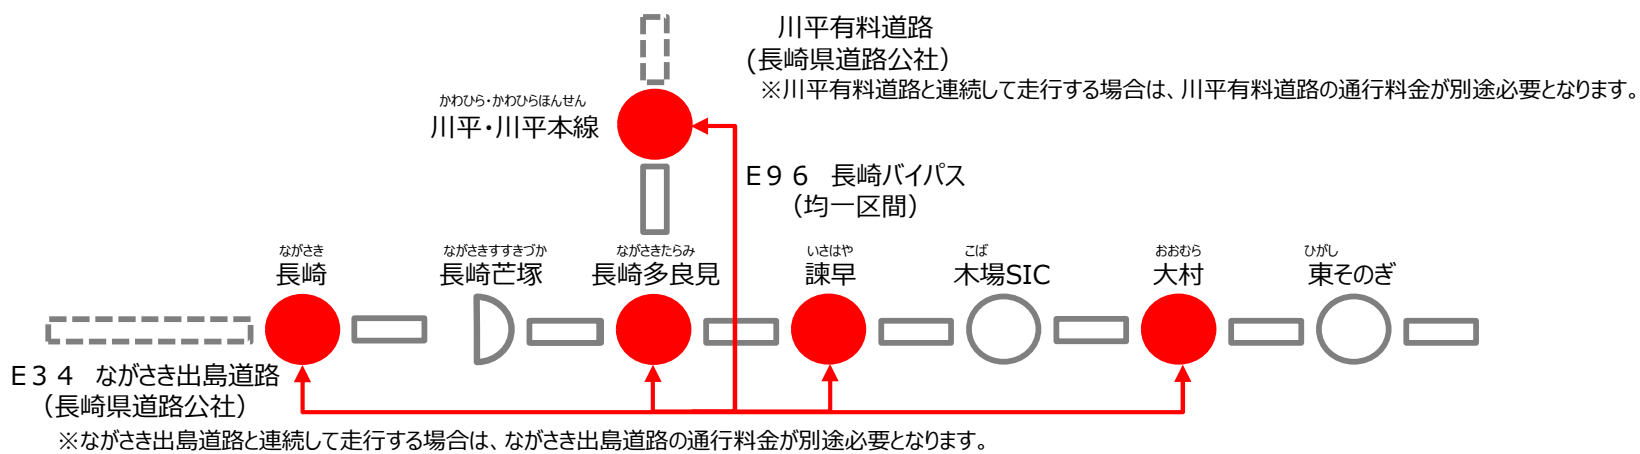 川平有料道路
(長崎県道路公社)
※川平有料道路と連続して走行する場合は、川平有料道路の通行料金が別途必要となります。
かわひら・かわひらほんせん
川平・川平本線
E96 長崎バイパス
(均一区間)
ながさき
長崎
ながさきすすきづか
長崎芒塚
ながさきたらみ
長崎多良見
いさはや
諫早
こば
木場SIC
おおむら
大村
ひがし
東そのぎ
E34 ながさき出島道路
(長崎県道路公社)
※ながさき出島道路と連続して走行する場合は、ながさき出島道路の通行料金が別途必要となります。